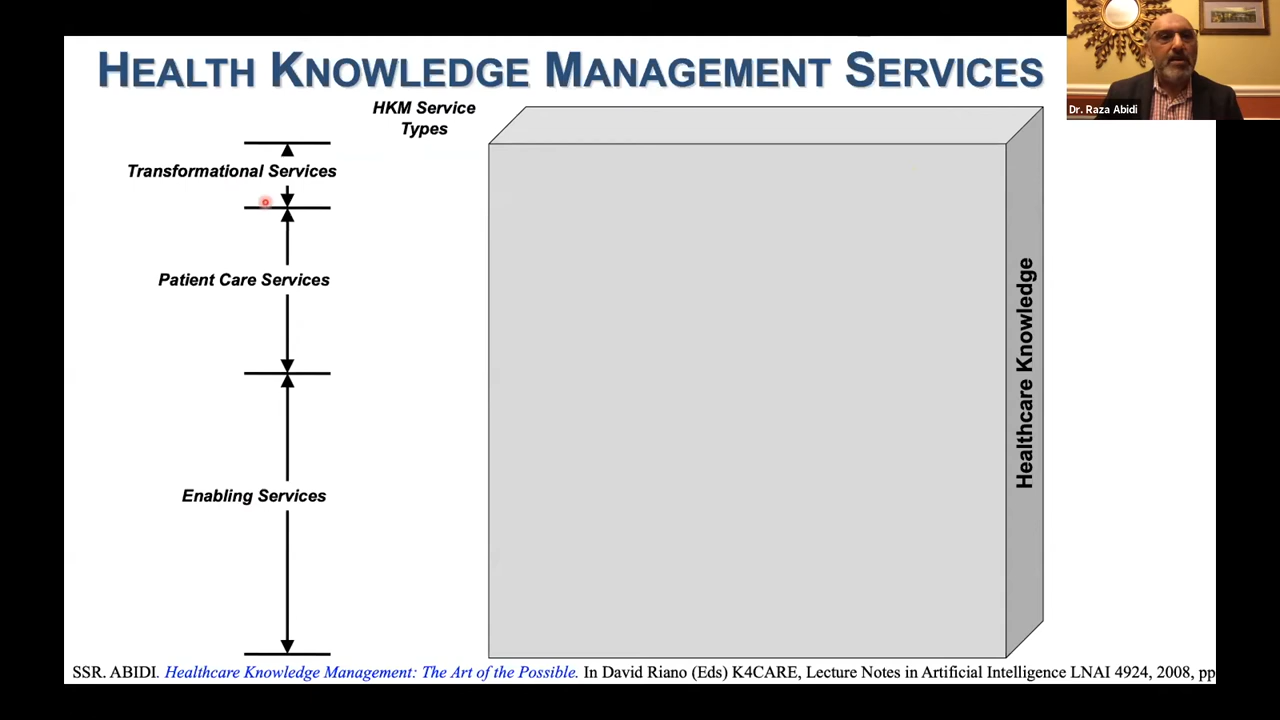 HEALTH KNOWLEDGE MANAGEMENT SERVICES
Dr. Raza Abidi
HKM Service
Types
Transformational Services
Patient Care Services
Enabling Services
Healthcare Knowledge
SSR. ABIDI. Healthcare Knowledge Management: The Art of the Possible. In David Riano (Eds) K4CARE, Lecture Notes in Artificial Intelligence LNAI 4924, 2008, pp